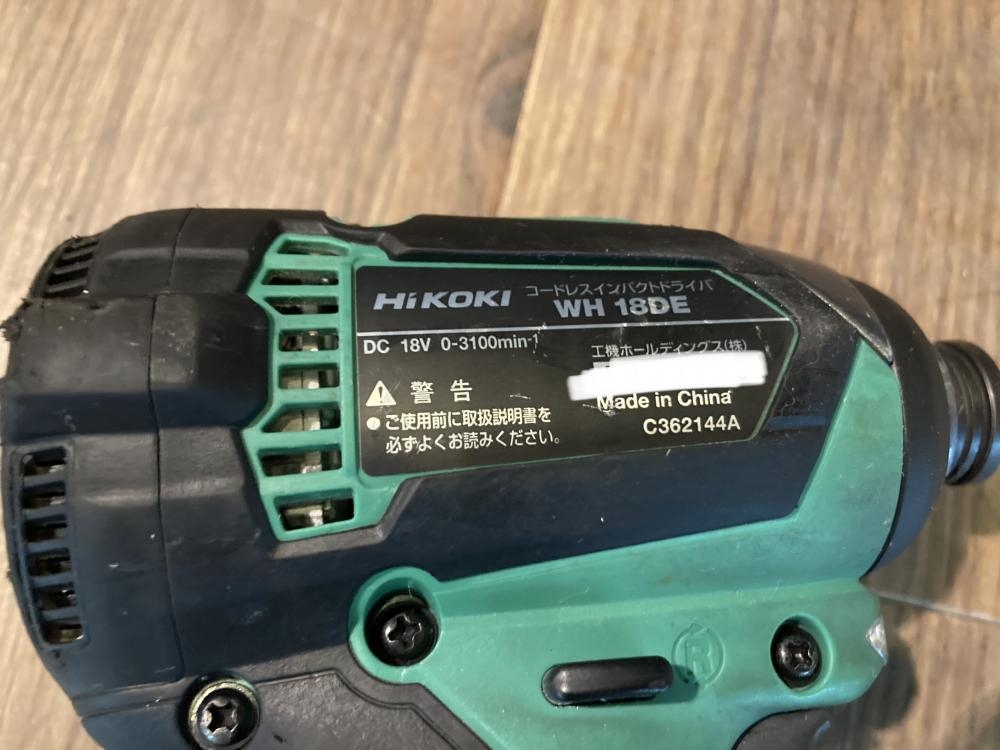 HiKOKI
コードレスインパクトドライバ
WH 18DE
DC 18V 0-3100min-1
工機ホールディングス(株)
警告
ご使用前に取扱説明書を
必ずよくお読みください。
Made in China
C362144A
R